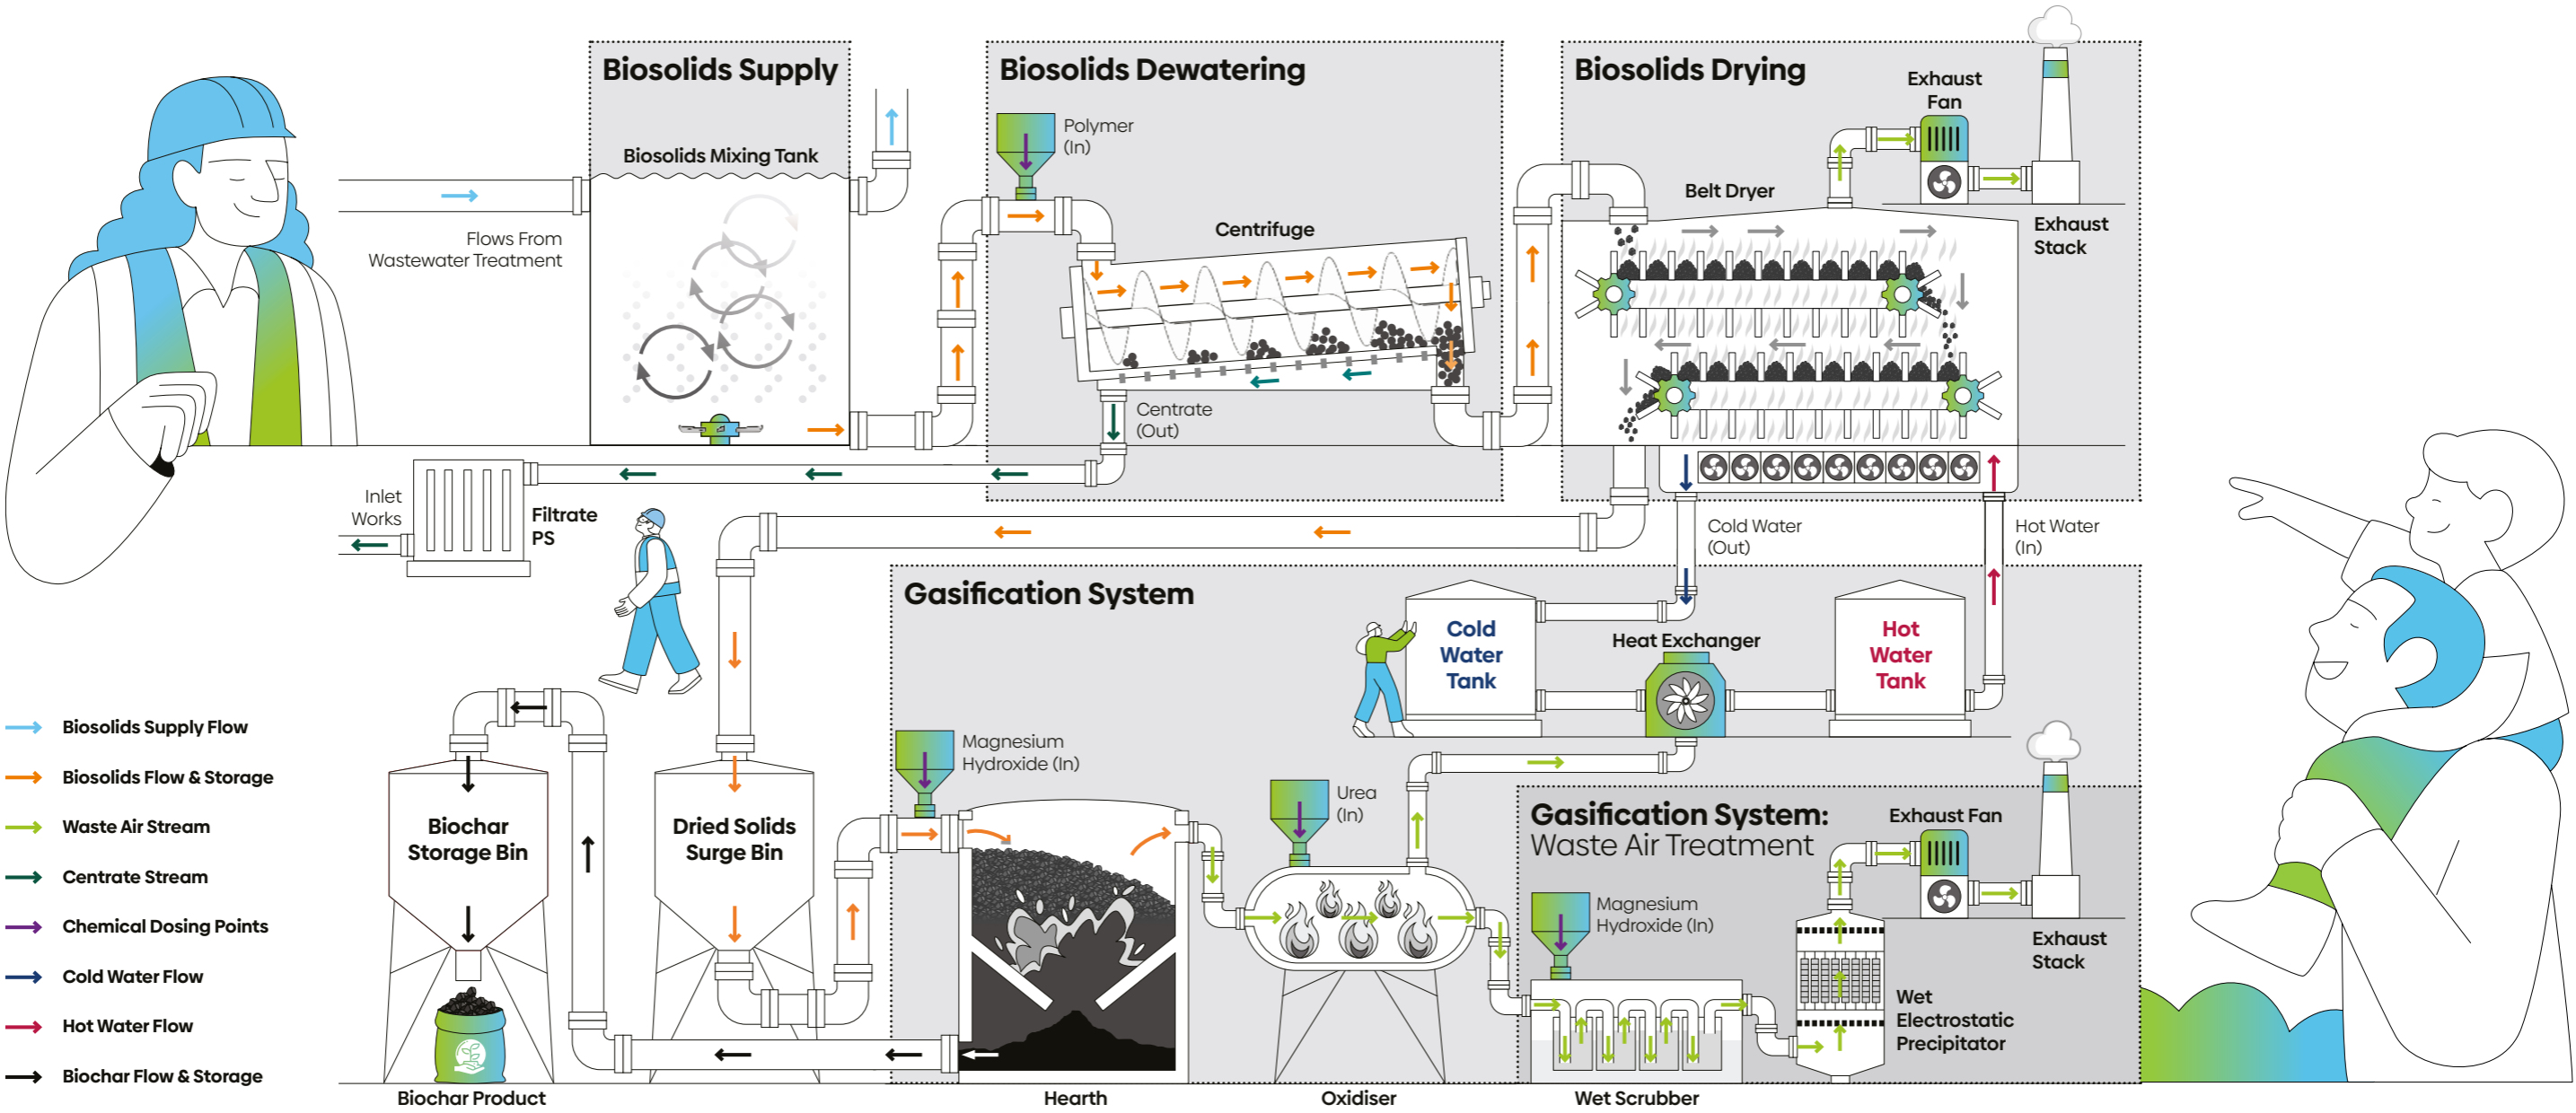 Biosolids Supply
Biosolids Mixing Tank
Flows From
Wastewater Treatment
Biosolids Dewatering
Polymer
(In)
Centrifuge
Centrate
(Out)
Inlet
Works
Filtrate
PS
Biosolids Drying
Exhaust
Fan
Belt Dryer
Exhaust
Stack
Cold Water
(Out)
Hot Water
(In)
Gasification System
Cold
Water
Tank
Heat Exchanger
Hot
Water
Tank
Magnesium
Hydroxide (In)
Urea
(In)
Gasification System:
Waste Air Treatment
Exhaust Fan
Magnesium
Hydroxide (In)
Exhaust
Stack
Wet
Electrostatic
Precipitator
Biochar
Storage Bin
Dried Solids
Surge Bin
Biosolids Supply Flow
Biosolids Flow & Storage
Waste Air Stream
Centrate Stream
Chemical Dosing Points
Cold Water Flow
Hot Water Flow
Biochar Flow & Storage
Biochar Product
Hearth
Oxidiser
Wet Scrubber